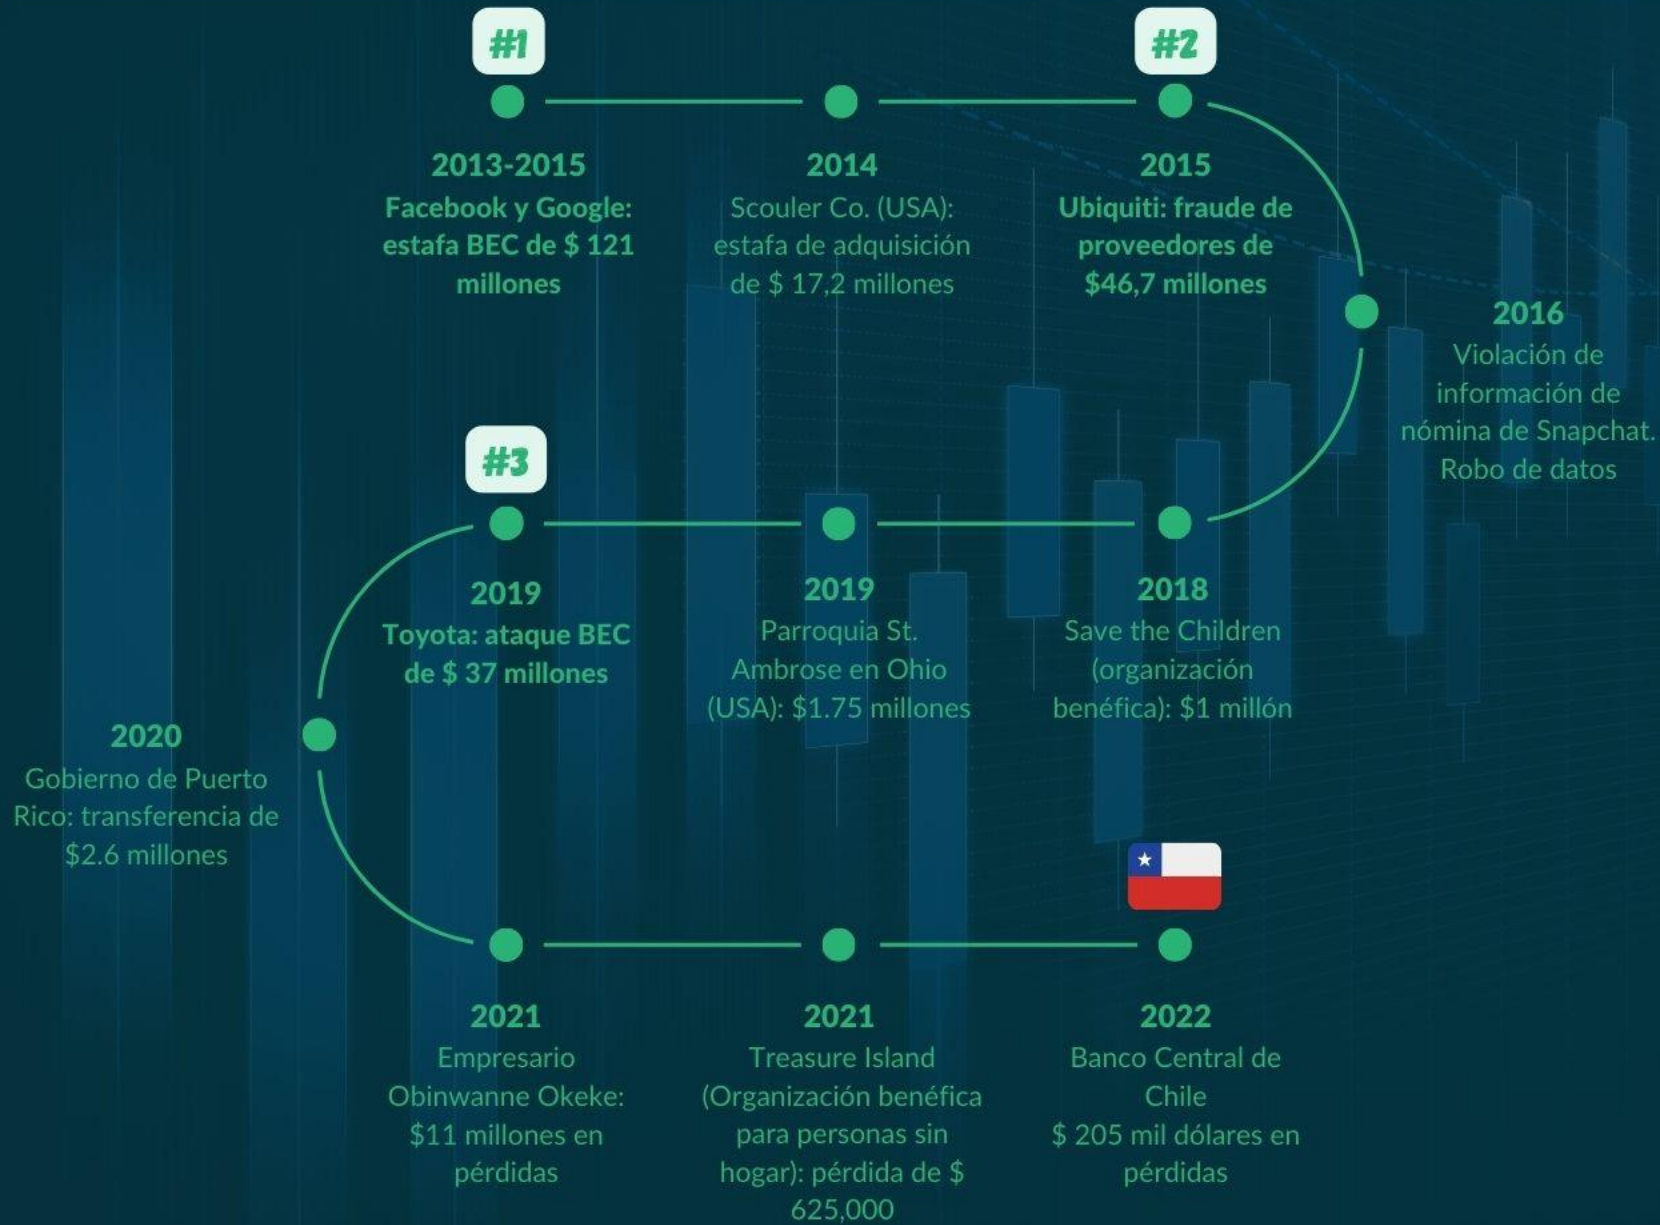 #1
2013-2015
Facebook y Google:
estafa BEC de $ 121
millones
2014
Scouler Co. (USA):
estafa de adquisición
de $ 17,2 millones
#2
2015
Ubiquiti: fraude de
proveedores de
$46,7 millones
2016
Violación de
información de
nómina de Snapchat.
Robo de datos
2018
Save the Children
(organización
benéfica): $1 millón
2019
Parroquia St.
Ambrose en Ohio
(USA): $1.75 millones
#3
2019
Toyota: ataque BEC
de $ 37 millones
2020
Gobierno de Puerto
Rico: transferencia de
$2.6 millones
2021
Empresario
Obinwanne Okeke:
$11 millones en
pérdidas
2021
Treasure Island
(Organización benéfica
para personas sin
hogar): pérdida de $
625,000
2022
Banco Central de
Chile
$ 205 mil dólares en
pérdidas